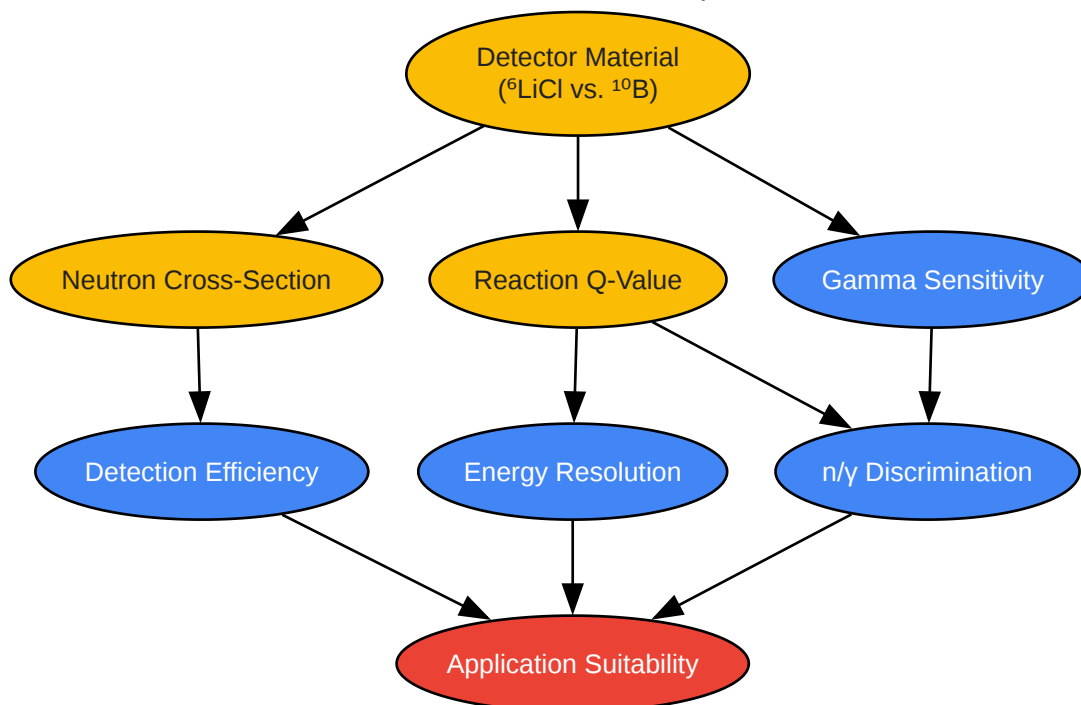 Detector Material
(⁶LiCl vs. ¹⁰B)
Neutron Cross-Section
Reaction Q-Value
Gamma Sensitivity
Detection Efficiency
Energy Resolution
n/γ Discrimination
Application Suitability